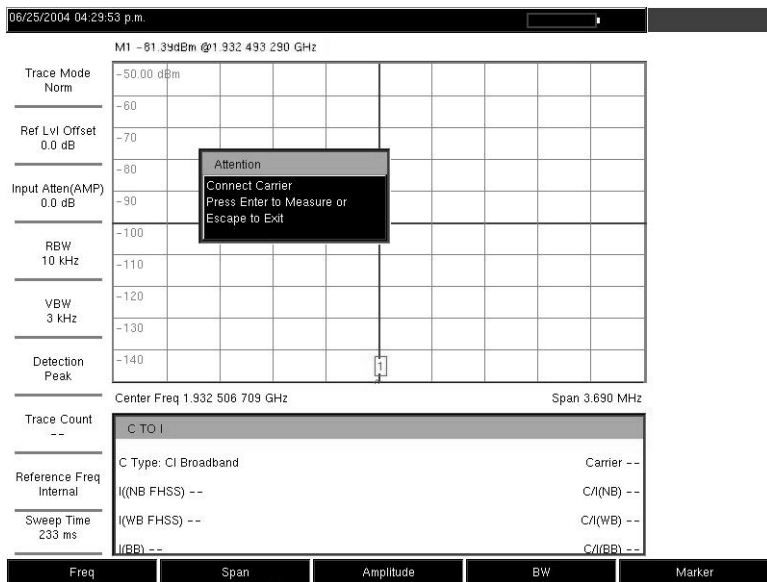 06/25/2004 04:29:53 p.m.
M1 -81.39dBm @1.932 493 290 GHz
Trace Mode
Norm
Ref Lvl Offset
0.0 dB
Input Atten(AMP)
0.0 dB
RBW
10 kHz
VBW
3 kHz
Detection
Peak
Trace Count
--
Reference Freq
Internal
Sweep Time
233 ms
-50.00 dBm
-60
-70
-80
-90
-100
-110
-120
-130
-140
Attention
Connect Carrier
Press Enter to Measure or
Escape to Exit
1
Center Freq 1.932 506 709 GHz Span 3.690 MHz
C TO I
C Type: CI Broadband Carrier --
I((NB FHSS) -- C/I(NB) --
I(WB FHSS) -- C/I(WB) --
I(BB) -- C/I(BB) --
Freq Span Amplitude BW Marker